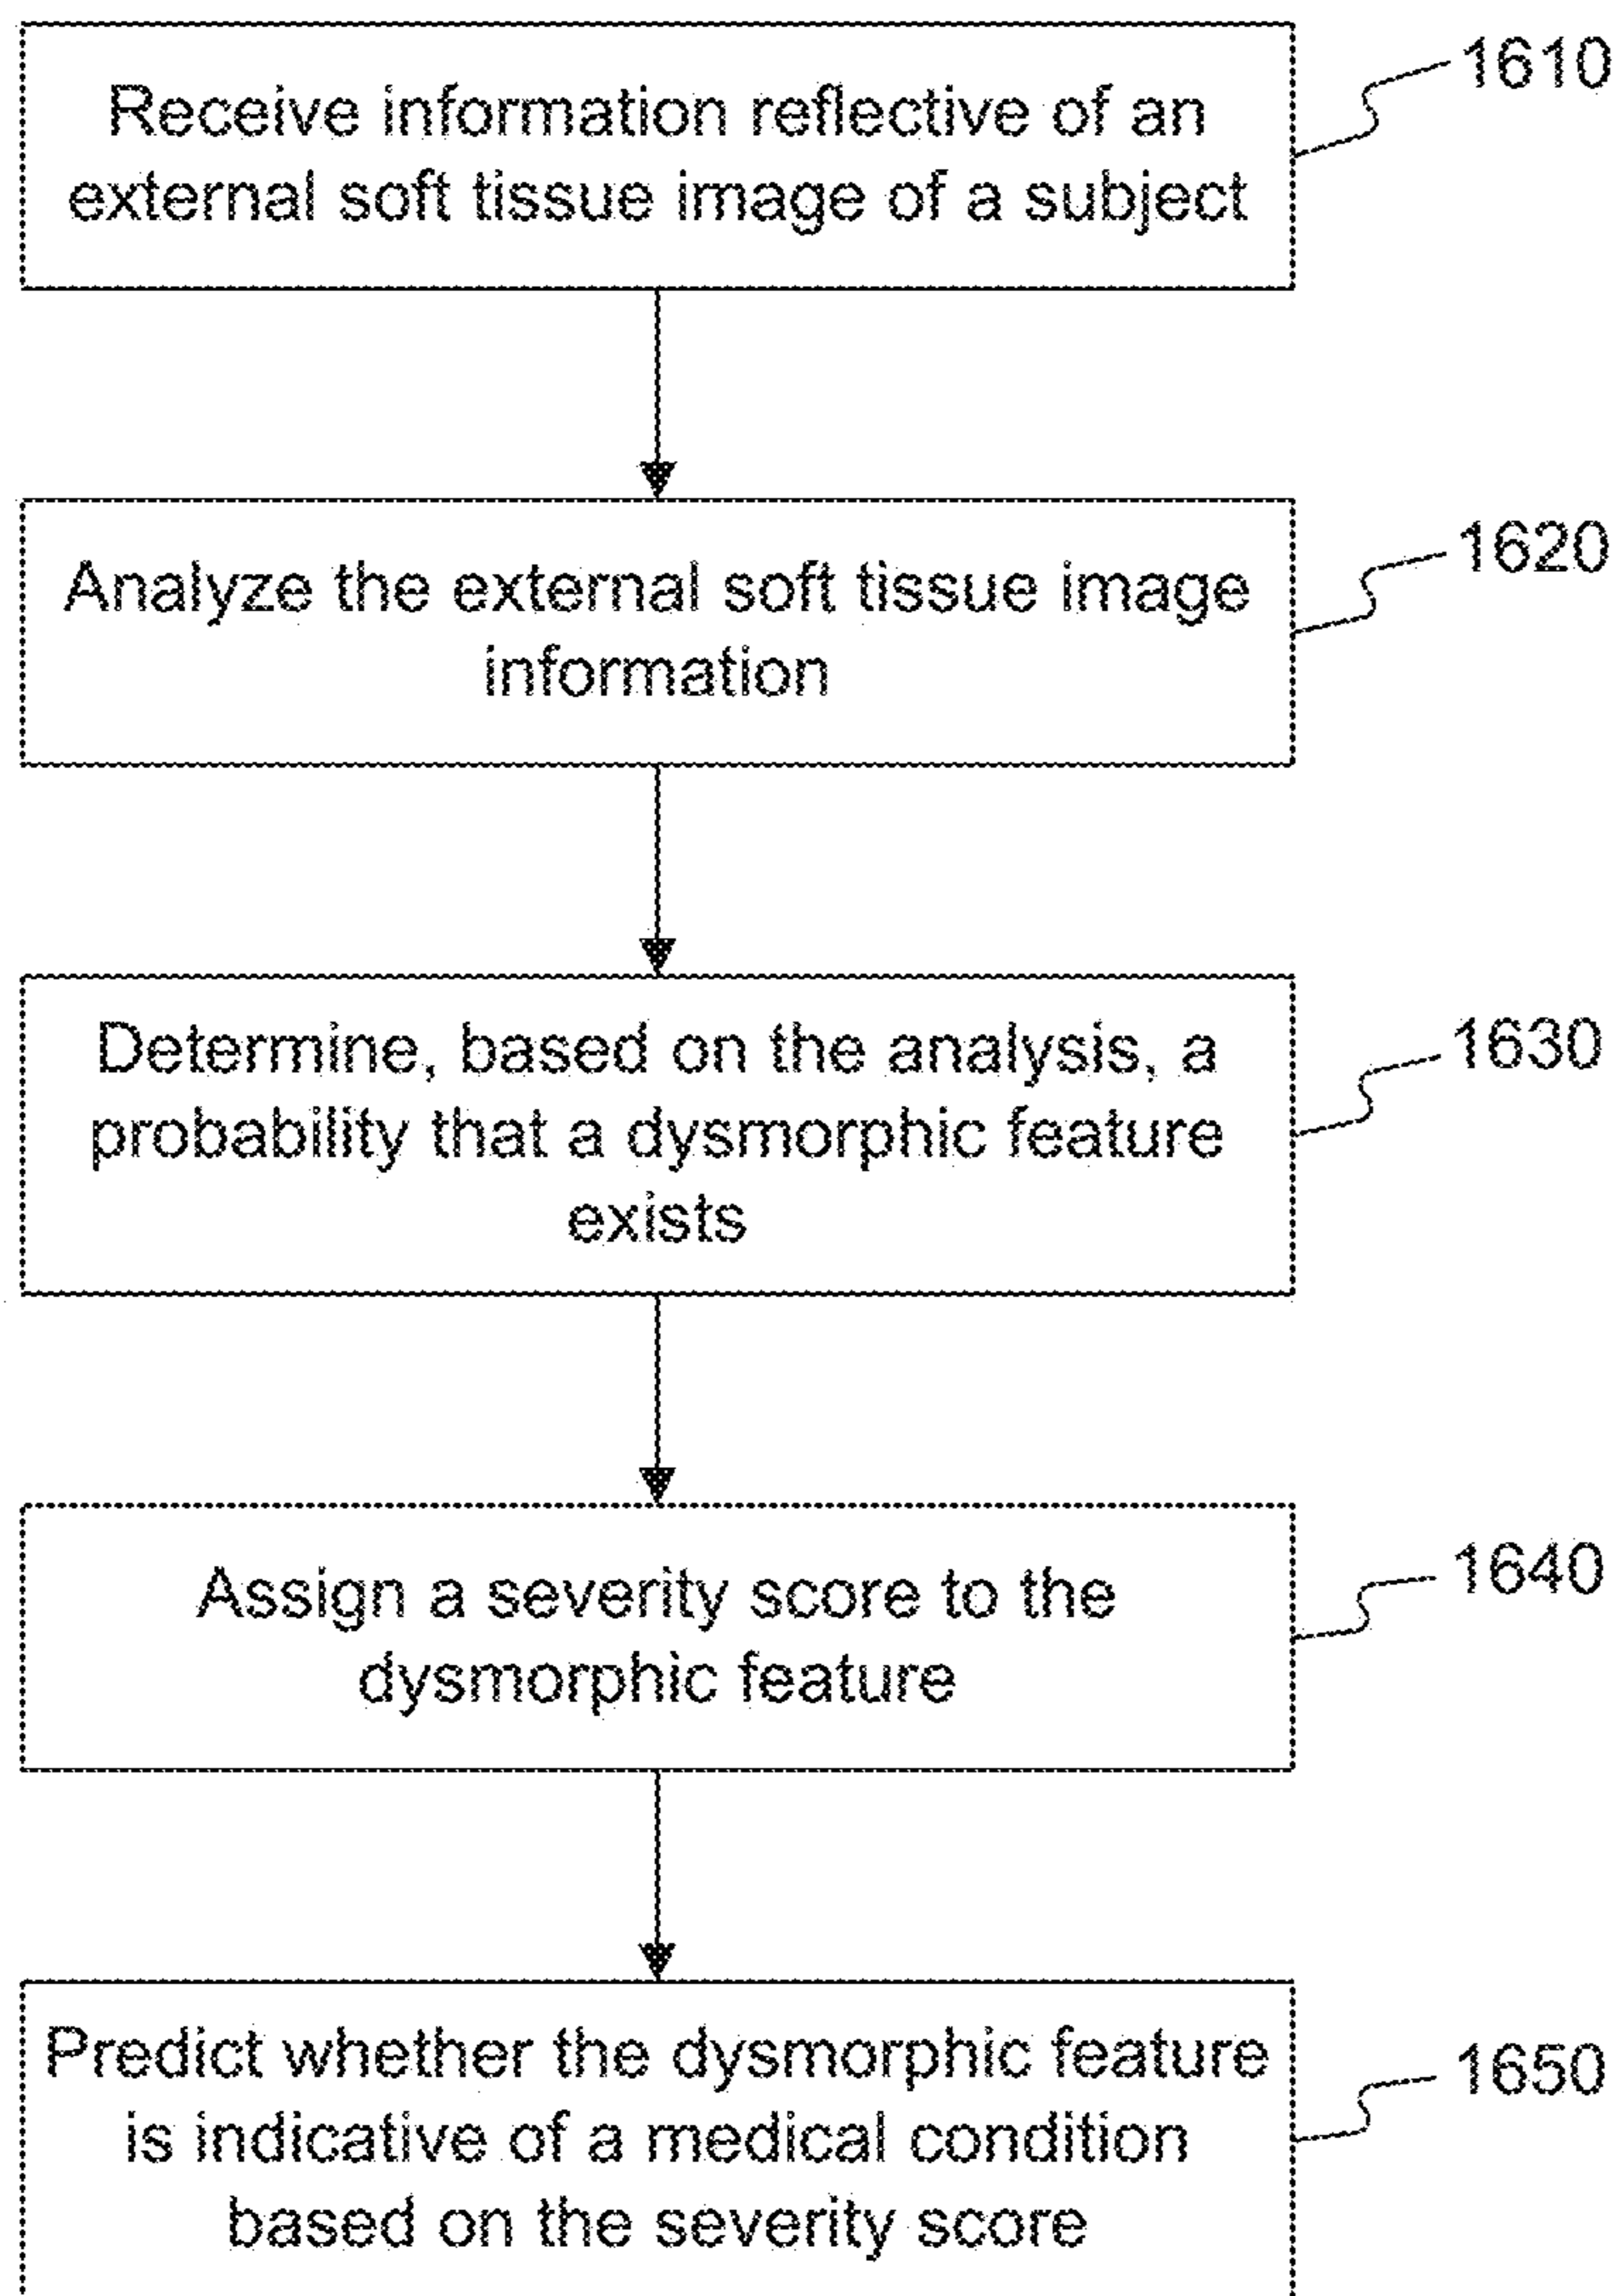 1610
Receive information reflective of an
external soft tissue image of a subject
1620
Analyze the external soft tissue image
information
1630
Determine, based on the analysis, a
probability that a dysmorphic feature
exists
1640
Assign a severity score to the
dysmorphic feature
1650
Predict whether the dysmorphic feature
is indicative of a medical condition
based on the severity score